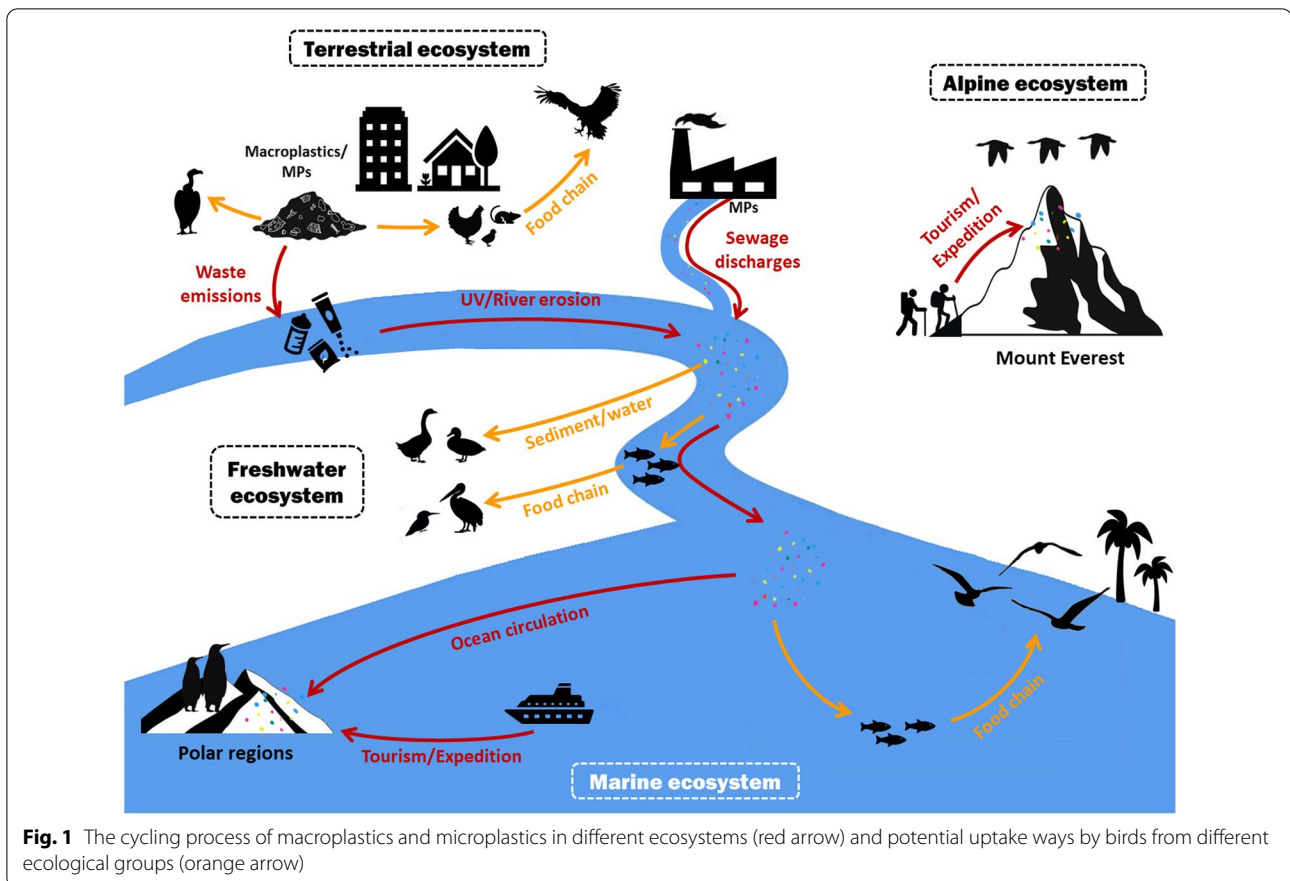 Terrestrial ecosystem
Alpine ecosystem
Macroplastics/
MPs
Food chain
MPs
Sewage
discharges
Tourism/
Expedition
Waste
emissions
UV/River erosion
Mount Everest
Sediment/water
Freshwater
ecosystem
Food chain
Ocean circulation
Food chain
Polar regions
Tourism/Expedition
Marine ecosystem
Fig. 1 The cycling process of macroplastics and microplastics in different ecosystems (red arrow) and potential uptake ways by birds from different
ecological groups (orange arrow)